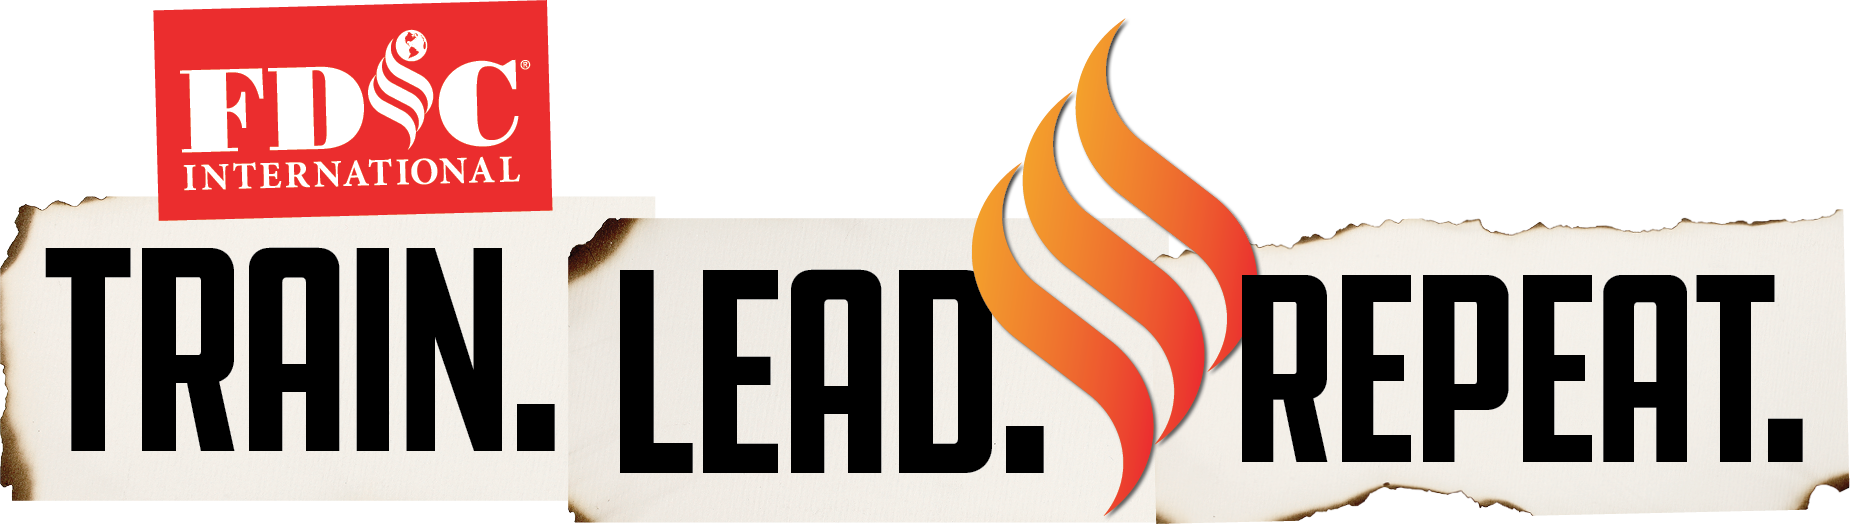 FDIC®
INTERNATIONAL
TRAIN. LEAD. REPEAT.